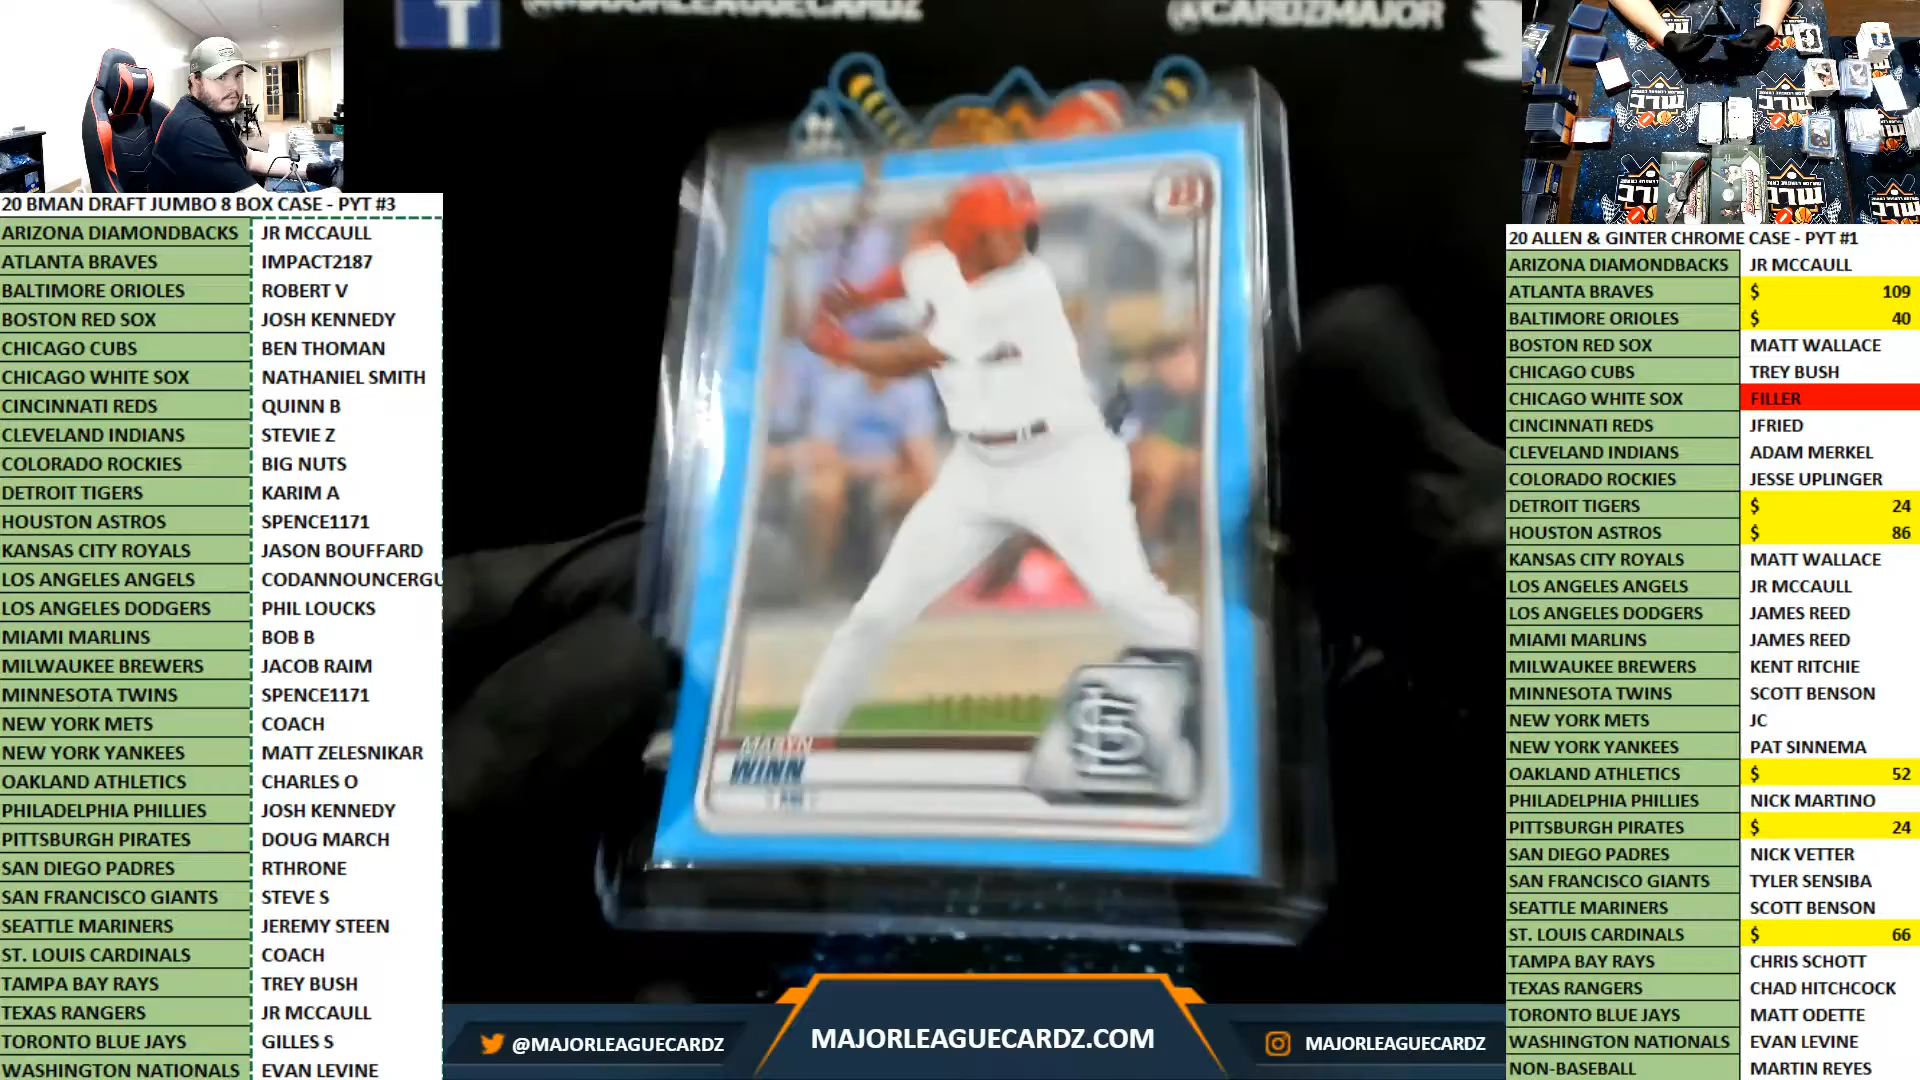 @MAJORLEAGUECARDZ
@CARDZMAJOR
20 BMAN DRAFT JUMBO 8 BOX CASE - PYT #3
ARIZONA DIAMONDBACKS JR MCCAULL
ATLANTA BRAVES IMPACT2187
BALTIMORE ORIOLES ROBERT V
BOSTON RED SOX JOSH KENNEDY
CHICAGO CUBS BEN THOMAN
CHICAGO WHITE SOX NATHANIEL SMITH
CINCINNATI REDS QUINN B
CLEVELAND INDIANS STEVIE Z
COLORADO ROCKIES BIG NUTS
DETROIT TIGERS KARIM A
HOUSTON ASTROS SPENCE1171
KANSAS CITY ROYALS JASON BOUFFARD
LOS ANGELES ANGELS CODANNOUNCERGU
LOS ANGELES DODGERS PHIL LOUCKS
MIAMI MARLINS BOB B
MILWAUKEE BREWERS JACOB RAIM
MINNESOTA TWINS SPENCE1171
NEW YORK METS COACH
NEW YORK YANKEES MATT ZELESNIKAR
OAKLAND ATHLETICS CHARLES O
PHILADELPHIA PHILLIES JOSH KENNEDY
PITTSBURGH PIRATES DOUG MARCH
SAN DIEGO PADRES RTHRONE
SAN FRANCISCO GIANTS STEVE S
SEATTLE MARINERS JEREMY STEEN
ST. LOUIS CARDINALS COACH
TAMPA BAY RAYS TREY BUSH
TEXAS RANGERS JR MCCAULL
TORONTO BLUE JAYS GILLES S
WASHINGTON NATIONALS EVAN LEVINE
B
MASYN
WINN
@MAJORLEAGUECARDZ
MAJORLEAGUECARDZ.COM
MAJORLEAGUECARDZ
20 ALLEN & GINTER CHROME CASE - PYT #1
ARIZONA DIAMONDBACKS JR MCCAULL
ATLANTA BRAVES $ 109
BALTIMORE ORIOLES $ 40
BOSTON RED SOX MATT WALLACE
CHICAGO CUBS TREY BUSH
CHICAGO WHITE SOX FILLER
CINCINNATI REDS JFRIED
CLEVELAND INDIANS ADAM MERKEL
COLORADO ROCKIES JESSE UPLINGER
DETROIT TIGERS $ 24
HOUSTON ASTROS $ 86
KANSAS CITY ROYALS MATT WALLACE
LOS ANGELES ANGELS JR MCCAULL
LOS ANGELES DODGERS JAMES REED
MIAMI MARLINS JAMES REED
MILWAUKEE BREWERS KENT RITCHIE
MINNESOTA TWINS SCOTT BENSON
NEW YORK METS JC
NEW YORK YANKEES PAT SINNEMA
OAKLAND ATHLETICS $ 52
PHILADELPHIA PHILLIES NICK MARTINO
PITTSBURGH PIRATES $ 24
SAN DIEGO PADRES NICK VETTER
SAN FRANCISCO GIANTS TYLER SENSIBA
SEATTLE MARINERS SCOTT BENSON
ST. LOUIS CARDINALS $ 66
TAMPA BAY RAYS CHRIS SCHOTT
TEXAS RANGERS CHAD HITCHCOCK
TORONTO BLUE JAYS MATT ODETTE
WASHINGTON NATIONALS EVAN LEVINE
NON-BASEBALL MARTIN REYES